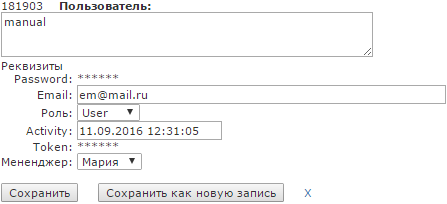 181903 Пользователь:
manual
Реквизиты
Password: ******
Email: em@mail.ru
Роль: User
Activity: 11.09.2016 12:31:05
Token: ******
Мененджер: Мария
Сохранить Сохранить как новую запись X